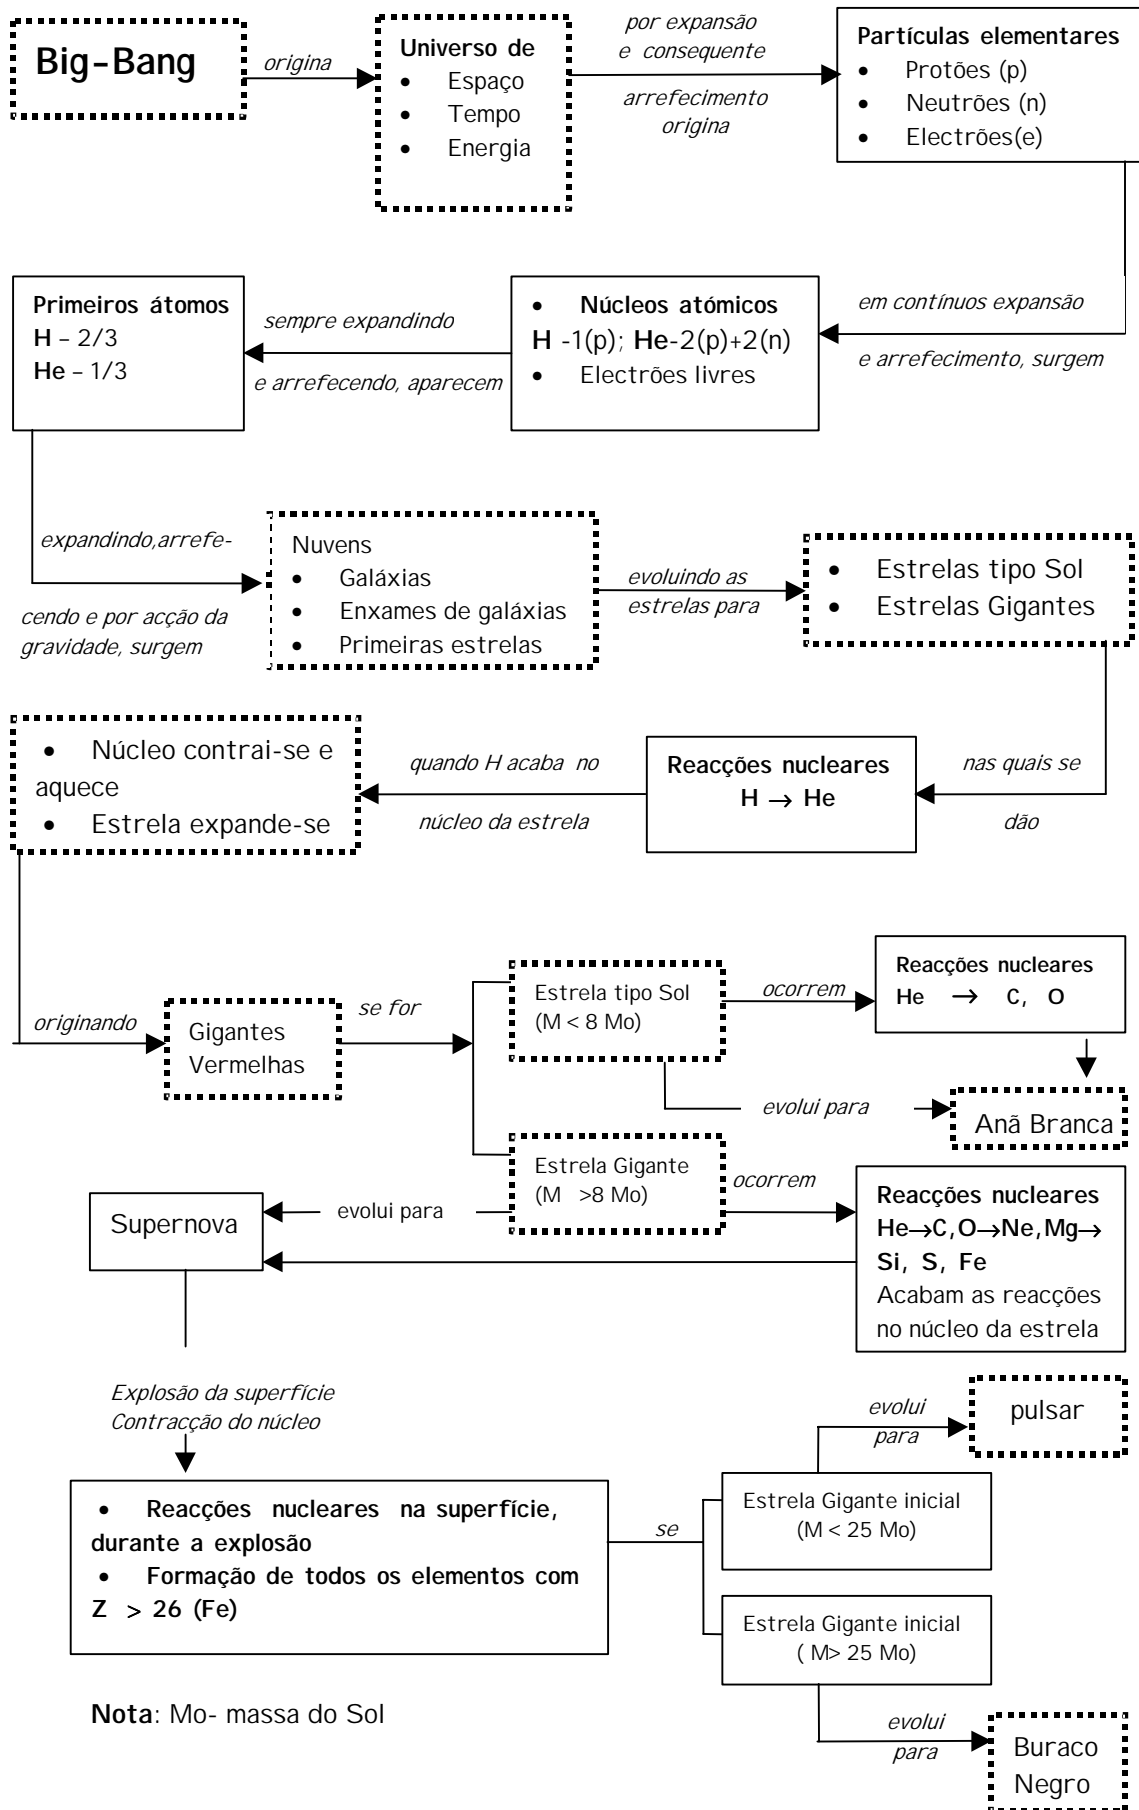 Big-Bang
origina
Universo de
• Espaço
• Tempo
• Energia
por expansão
e consequente
arrefecimento
origina
Partículas elementares
• Protões (p)
• Neutrões (n)
• Electrões(e)
em contínuos expansão
e arrefecimento, surgem
• Núcleos atómicos
H -1(p); He-2(p)+2(n)
• Electrões livres
sempre expandindo
e arrefecendo, aparecem
Primeiros átomos
H – 2/3
He – 1/3
expandindo,arrefe-
cendo e por acção da
gravidade, surgem
Nuvens
• Galáxias
• Enxames de galáxias
• Primeiras estrelas
evoluindo as
estrelas para
• Estrelas tipo Sol
• Estrelas Gigantes
nas quais se
dão
Reacções nucleares
H → He
quando H acaba no
núcleo da estrela
• Núcleo contrai-se e
aquece
• Estrela expande-se
originando
Gigantes
Vermelhas
se for
Estrela tipo Sol
(M < 8 Mo)
ocorrem
Reacções nucleares
He → C, O
evolui para
Anã Branca
Estrela Gigante
(M >8 Mo)
ocorrem
Reacções nucleares
He→C,O→Ne,Mg→
Si, S, Fe
Acabam as reacções
no núcleo da estrela
evolui para
Supernova
Explosão da superfície
Contracção do núcleo
• Reacções nucleares na superfície,
durante a explosão
• Formação de todos os elementos com
Z > 26 (Fe)
se
Estrela Gigante inicial
(M < 25 Mo)
evolui
para
pulsar
Estrela Gigante inicial
( M> 25 Mo)
evolui
para
Buraco
Negro
Nota: Mo- massa do Sol